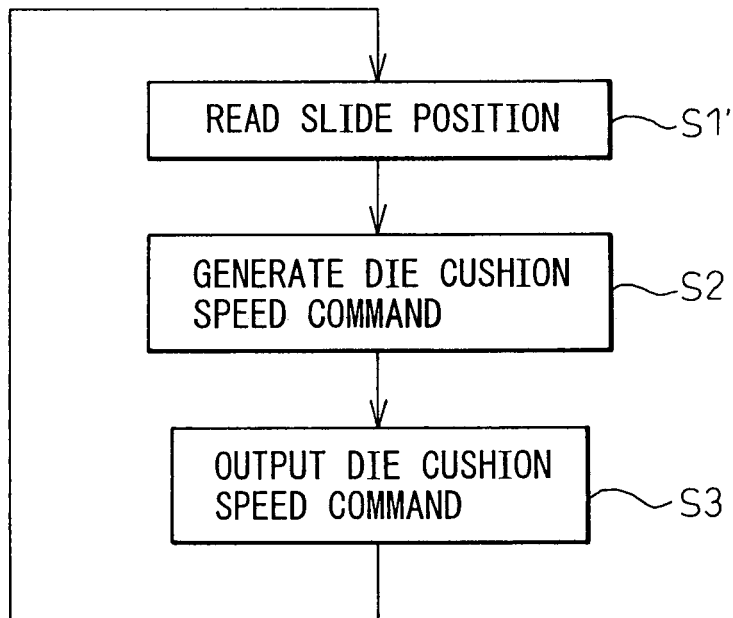 READ SLIDE POSITION
S1'
GENERATE DIE CUSHION
SPEED COMMAND
S2
OUTPUT DIE CUSHION
SPEED COMMAND
S3